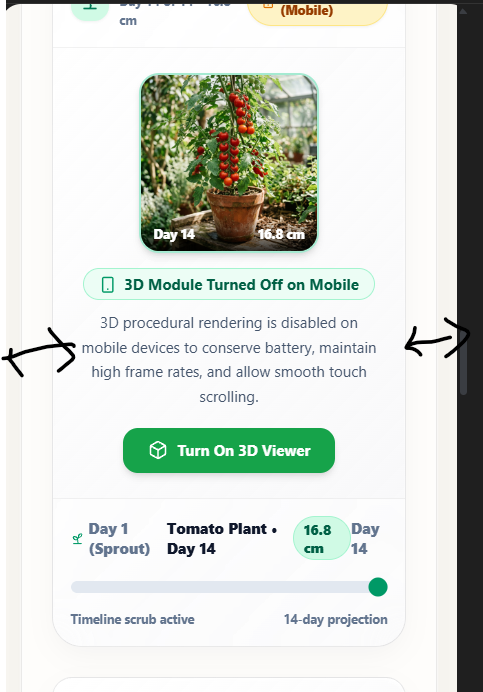 cm
(Mobile)
Day 14 16.8 cm
3D Module Turned Off on Mobile
3D procedural rendering is disabled on
mobile devices to conserve battery, maintain
high frame rates, and allow smooth touch
scrolling.
Turn On 3D Viewer
Day 1 Tomato Plant • 16.8 Day
(Sprout) Day 14 cm 14
Timeline scrub active 14-day projection